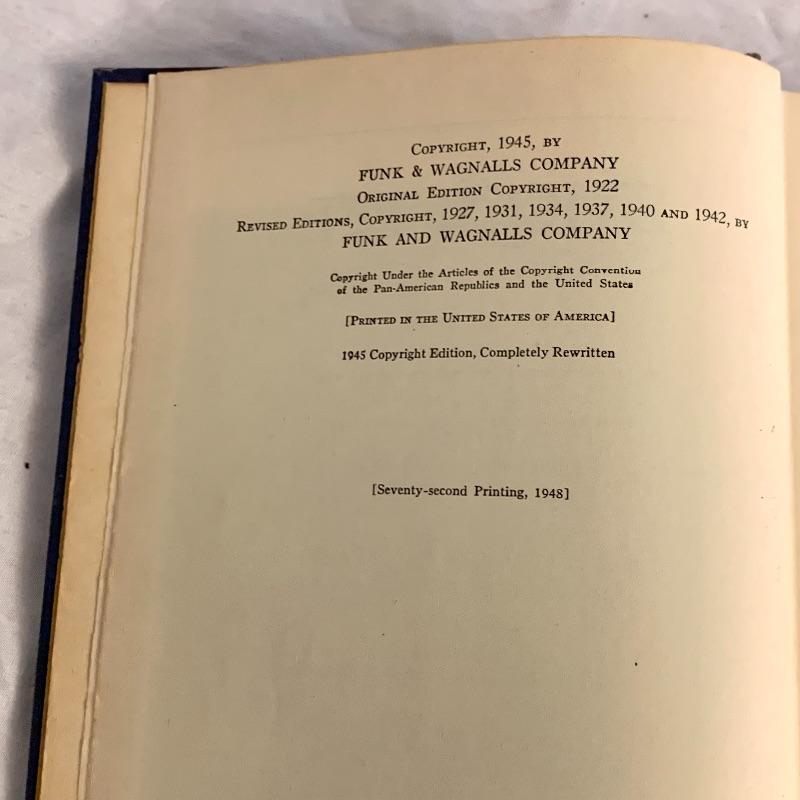 COPYRIGHT, 1945, BY
FUNK & WAGNALLS COMPANY
ORIGINAL EDITION COPYRIGHT, 1922
REVISED EDITIONS, COPYRIGHT, 1927, 1931, 1934, 1937, 1940 AND 1942, BY
FUNK AND WAGNALLS COMPANY
Copyright Under the Articles of the Copyright Convention
of the Pan-American Republics and the United States
[PRINTED IN THE UNITED STATES OF AMERICA]
1945 Copyright Edition, Completely Rewritten
[Seventy-second Printing, 1948]